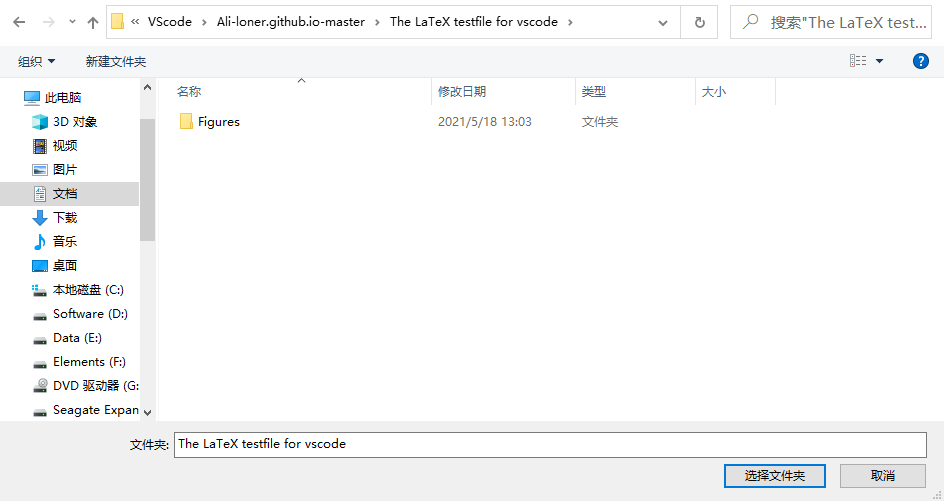 « VScode › Ali-loner.github.io-master › The LaTeX testfile for vscode ›
搜索"The LaTeX test...
组织
新建文件夹
?
此电脑
3D 对象
视频
图片
文档
下载
音乐
桌面
本地磁盘 (C:)
Software (D:)
Data (E:)
Elements (F:)
DVD 驱动器 (G:
Seagate Expan
名称 修改日期 类型 大小
Figures 2021/5/18 13:03 文件夹
文件夹: The LaTeX testfile for vscode
选择文件夹 取消